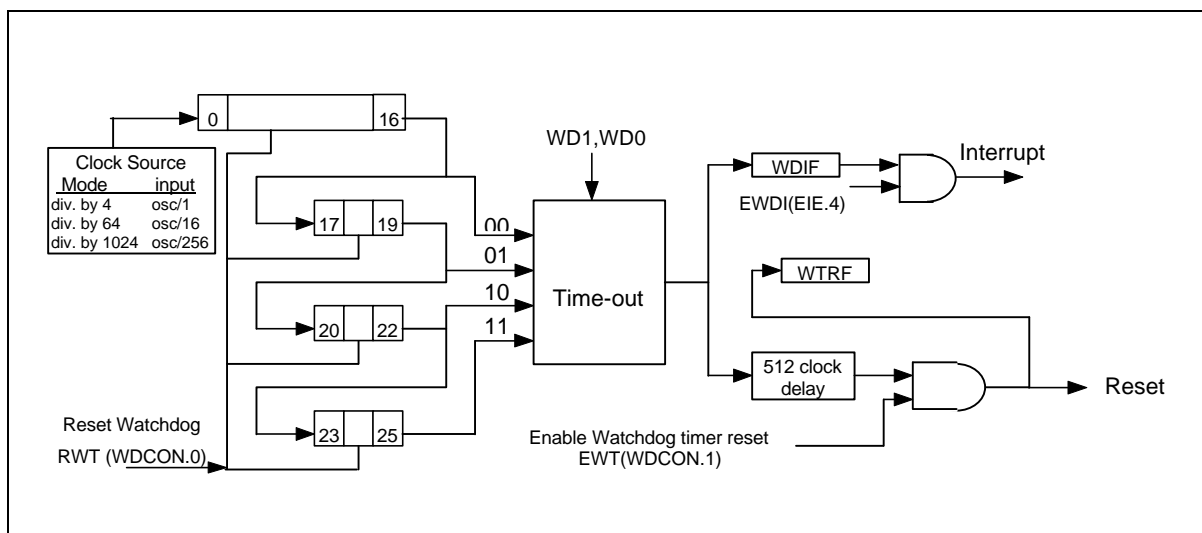 0 16
Clock Source
Mode input
div. by 4 osc/1
div. by 64 osc/16
div. by 1024 osc/256
17 19
20 22
23 25
Reset Watchdog
RWT (WDCON.0)
WD1,WD0
00
01
10
11
Time-out
WDIF
EWDI(EIE.4)
Interrupt
WTRF
512 clock
delay
Enable Watchdog timer reset
EWT(WDCON.1)
Reset